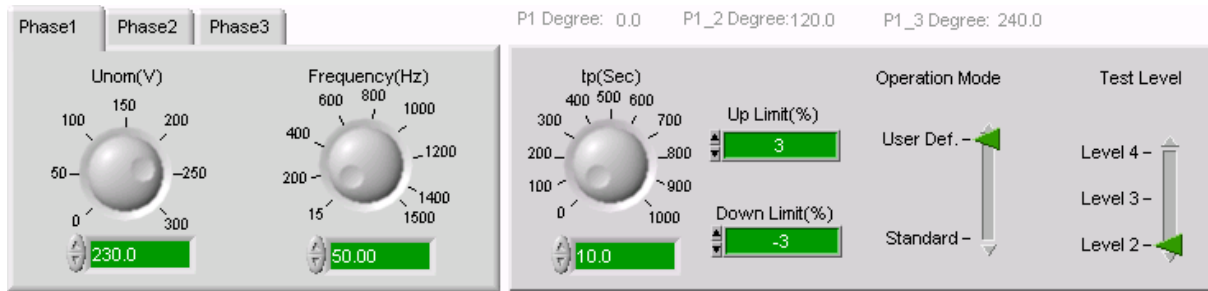 Phase1 Phase2 Phase3
P1 Degree: 0.0 P1_2 Degree:120.0 P1_3 Degree: 240.0
Unom(V)
0 50 100 150 200 250 300
230.0
Frequency(Hz)
15 200 400 600 800 1000 1200 1400 1500
50.00
tp(Sec)
0 100 200 300 400 500 600 700 800 900 1000
10.0
Up Limit(%)
3
Down Limit(%)
-3
Operation Mode
User Def.
Standard
Test Level
Level 4
Level 3
Level 2